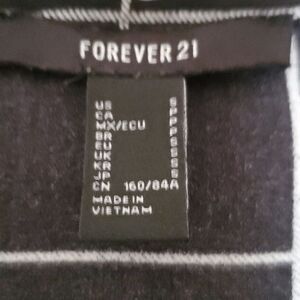 FOREVER 21
US S
CA P
MX/ECU P
BR P
EU S
UK S
KR S
JP S
CN 160/84A
MADE IN
VIETNAM